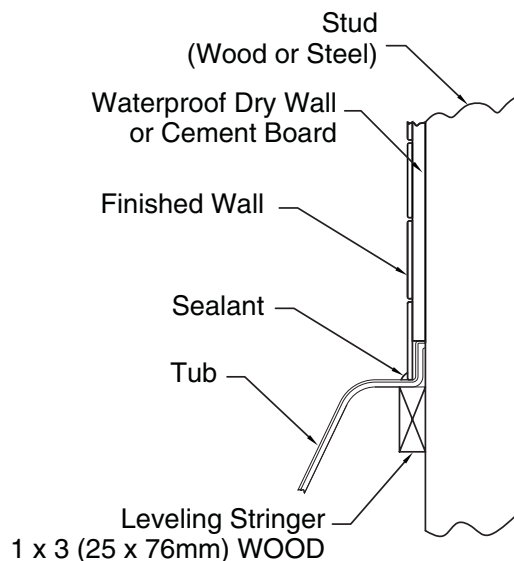 Stud
(Wood or Steel)
Waterproof Dry Wall
or Cement Board
Finished Wall
Sealant
Tub
Leveling Stringer
1 x 3 (25 x 76mm) WOOD